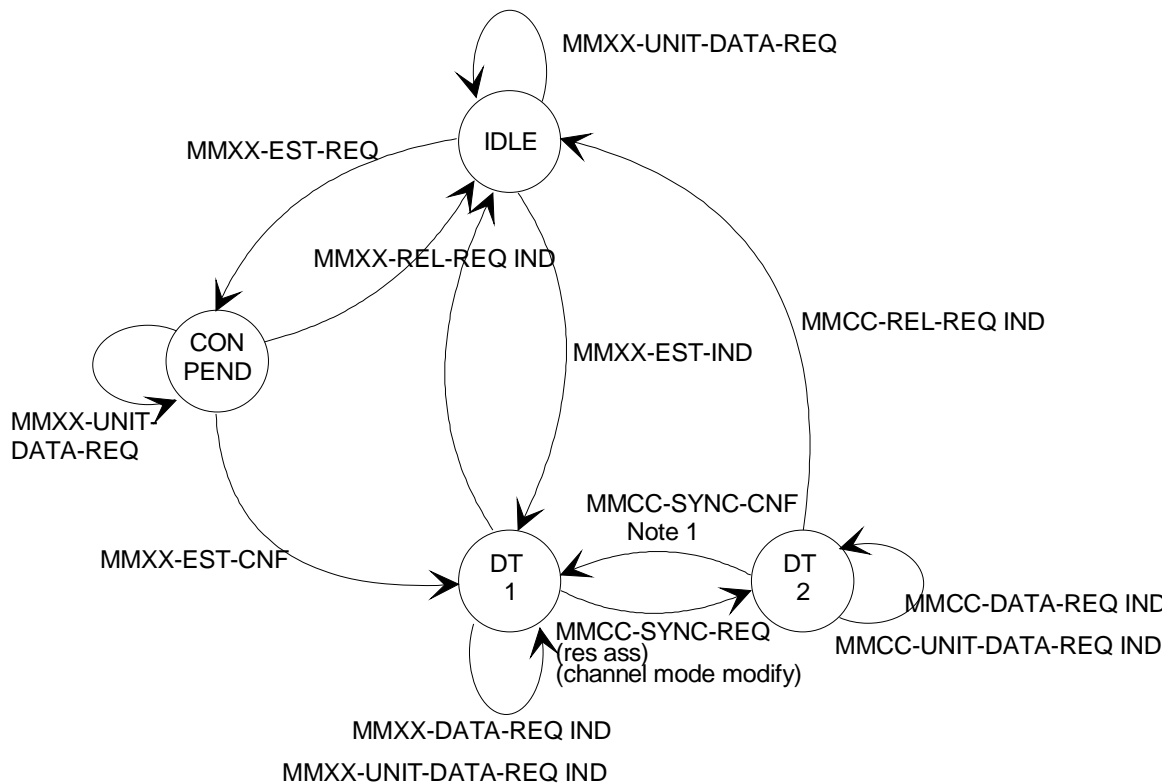 MMXX-UNIT-DATA-REQ
IDLE
MMXX-EST-REQ
MMXX-REL-REQ IND
MMCC-REL-REQ IND
CON
PEND
MMXX-EST-IND
MMXX-UNIT-
DATA-REQ
MMCC-SYNC-CNF
Note 1
MMXX-EST-CNF
DT
1
DT
2
MMCC-DATA-REQ IND
MMCC-SYNC-REQ
(res ass)
(channel mode modify)
MMCC-UNIT-DATA-REQ IND
MMXX-DATA-REQ IND
MMXX-UNIT-DATA-REQ IND